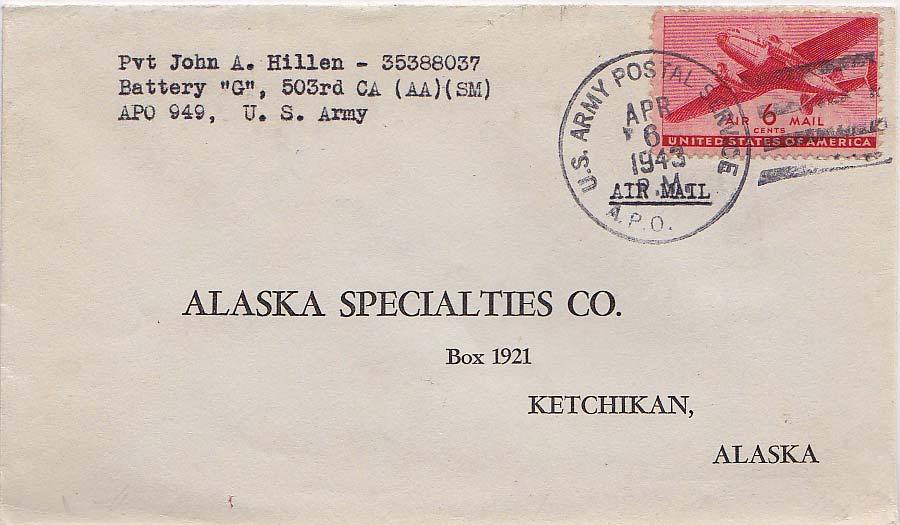 Pvt John A. Hillen - 35388037
Battery "G", 503rd CA (AA)(SM)
APO 949, U. S. Army
U.S. ARMY POSTAL SERVICE
APR
6
1943
P.M.
A.P.O.
AIR MAIL
AIR 6 MAIL
CENTS
UNITED STATES OF AMERICA
ALASKA SPECIALTIES CO.
Box 1921
KETCHIKAN,
ALASKA